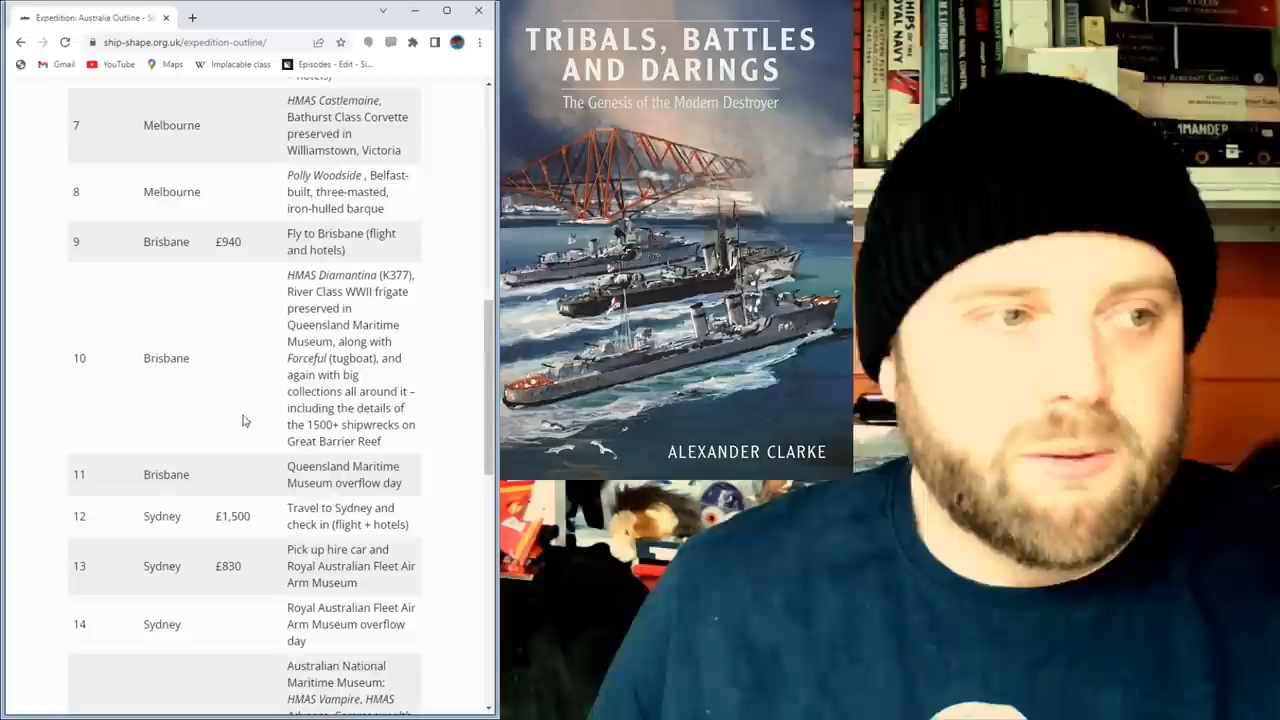 Expedition: Australia Outline - S
ship-shape.org.uk/expedition-outline/
Gmail
YouTube
Maps
Implacable class
Episodes - Edit - Si...
hotels)
7 Melbourne HMAS Castlemaine,
Bathurst Class Corvette
preserved in
Williamstown, Victoria
8 Melbourne Polly Woodside , Belfast-
built, three-masted,
iron-hulled barque
9 Brisbane £940 Fly to Brisbane (flight
and hotels)
10 Brisbane HMAS Diamantina (K377),
River Class WWII frigate
preserved in
Queensland Maritime
Museum, along with
Forceful (tugboat), and
again with big
collections all around it –
including the details of
the 1500+ shipwrecks on
Great Barrier Reef
11 Brisbane Queensland Maritime
Museum overflow day
12 Sydney £1,500 Travel to Sydney and
check in (flight + hotels)
13 Sydney £830 Pick up hire car and
Royal Australian Fleet Air
Arm Museum
14 Sydney Royal Australian Fleet Air
Arm Museum overflow
day
Australian National
Maritime Museum:
HMAS Vampire, HMAS
TRIBALS, BATTLES
AND DARINGS
The Genesis of the Modern Destroyer
ALEXANDER CLARKE
SHIPS OF THE
ROYAL NAVY